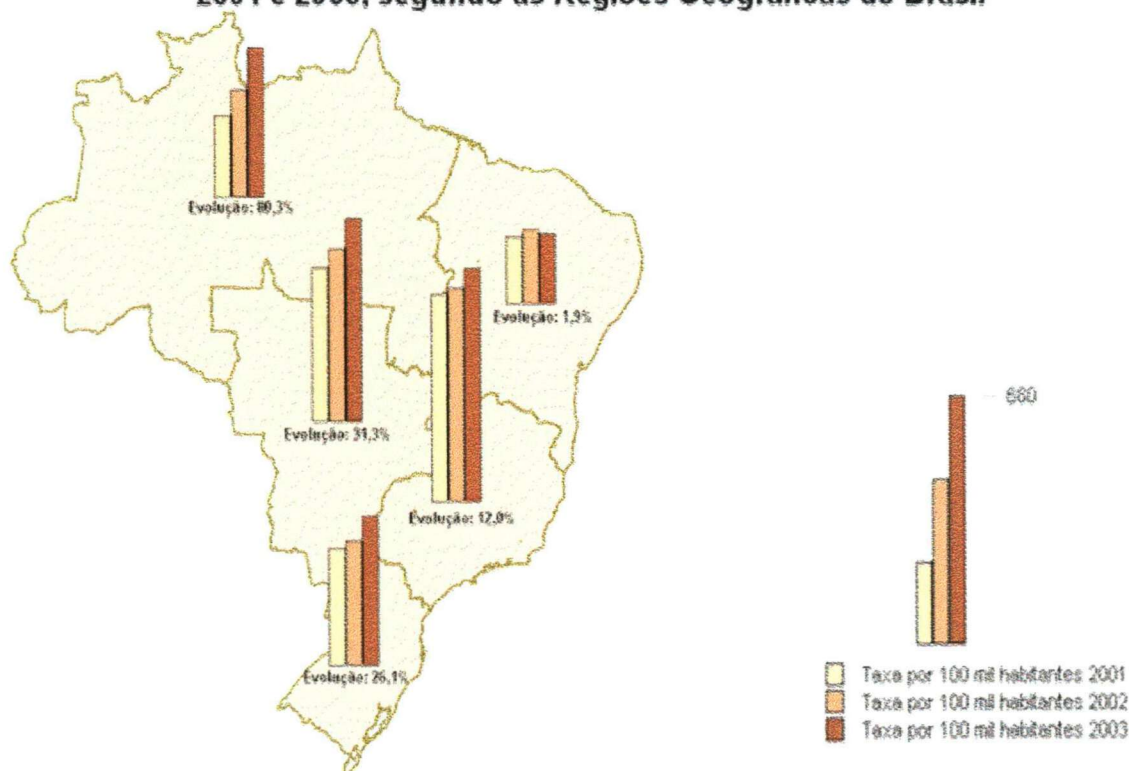 segundo as Regiões Geográficas do Brasil
Evolução: 80,3%
Evolução: 1,9%
680
Evolução: 31,3%
Evolução: 12,0%
Evolução: 26,1%
Taxa por 100 mil habitantes 2001
Taxa por 100 mil habitantes 2002
Taxa por 100 mil habitantes 2003